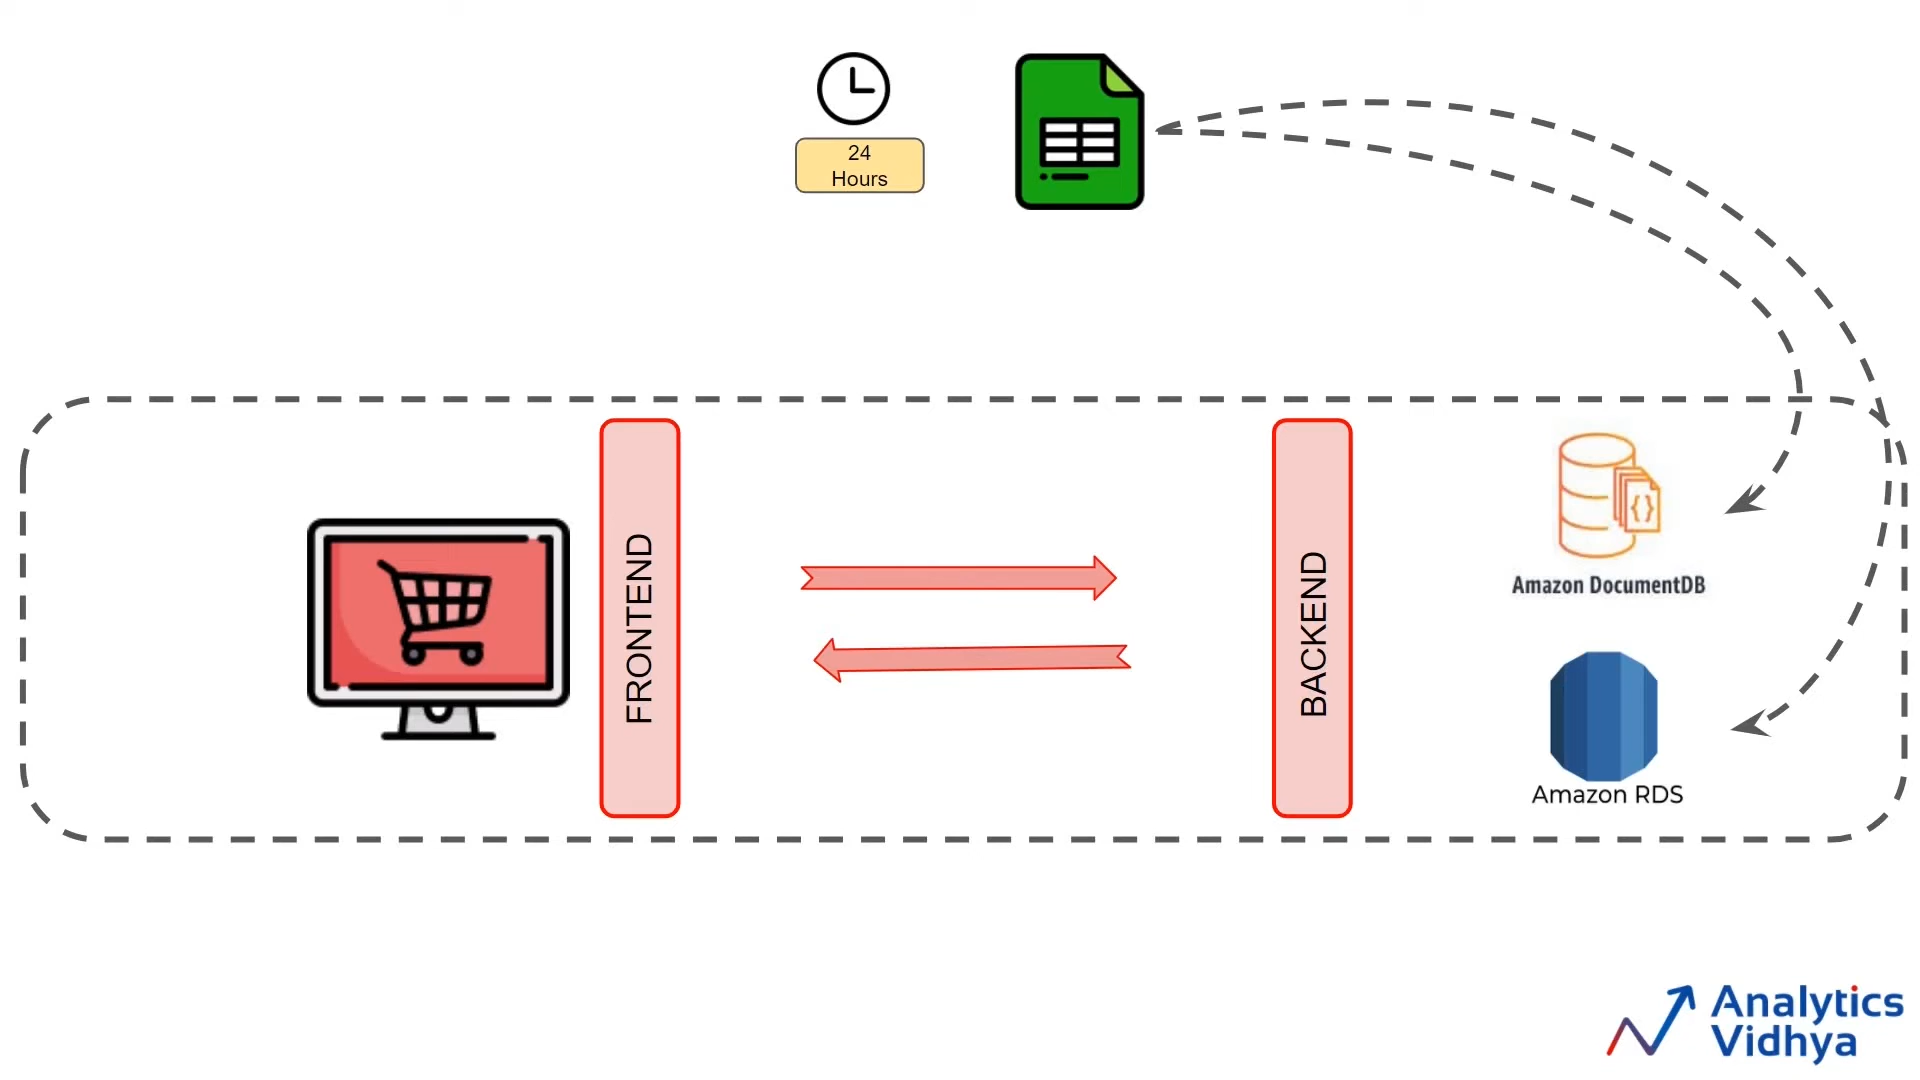 24
Hours
FRONTEND
BACKEND
{}
Amazon DocumentDB
Amazon RDS
Analytics
Vidhya